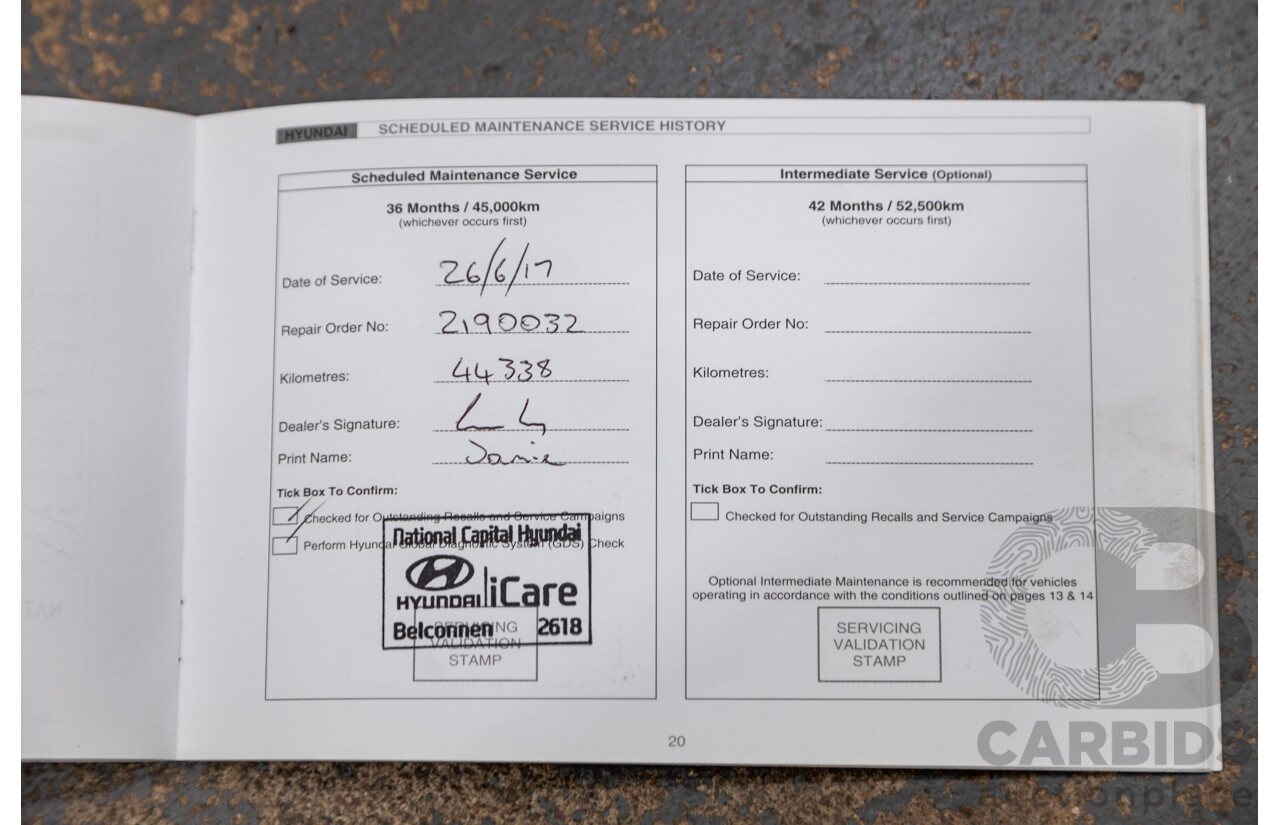 HYUNDAI SCHEDULED MAINTENANCE SERVICE HISTORY
Scheduled Maintenance Service
36 Months / 45,000km
(whichever occurs first)
Date of Service: 26/6/17
Repair Order No: 2190032
Kilometres: 44338
Dealer's Signature:
Print Name: Jamie
Tick Box To Confirm:
Checked for Outstanding Recalls and Service Campaigns
Perform Hyundai Global Diagnostic System (GDS) Check
National Capital Hyundai
HYUNDAI iCare
Belconnen 2618
SERVICING
VALIDATION
STAMP
Intermediate Service (Optional)
42 Months / 52,500km
(whichever occurs first)
Date of Service:
Repair Order No:
Kilometres:
Dealer's Signature:
Print Name:
Tick Box To Confirm:
Checked for Outstanding Recalls and Service Campaigns
Optional Intermediate Maintenance is recommended for vehicles
operating in accordance with the conditions outlined on pages 13 & 14
SERVICING
VALIDATION
STAMP
20
CARBIDS